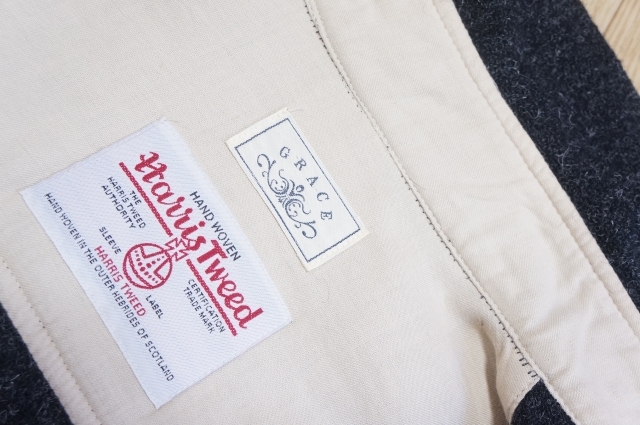 HAND WOVEN
Harris Tweed
THE
HARRIS TWEED
AUTHORITY
CERTIFICATION
TRADE MARK
SLEEVE
LABEL
HARRIS TWEED
HAND WOVEN IN THE OUTER HEBRIDES OF SCOTLAND
GRACE